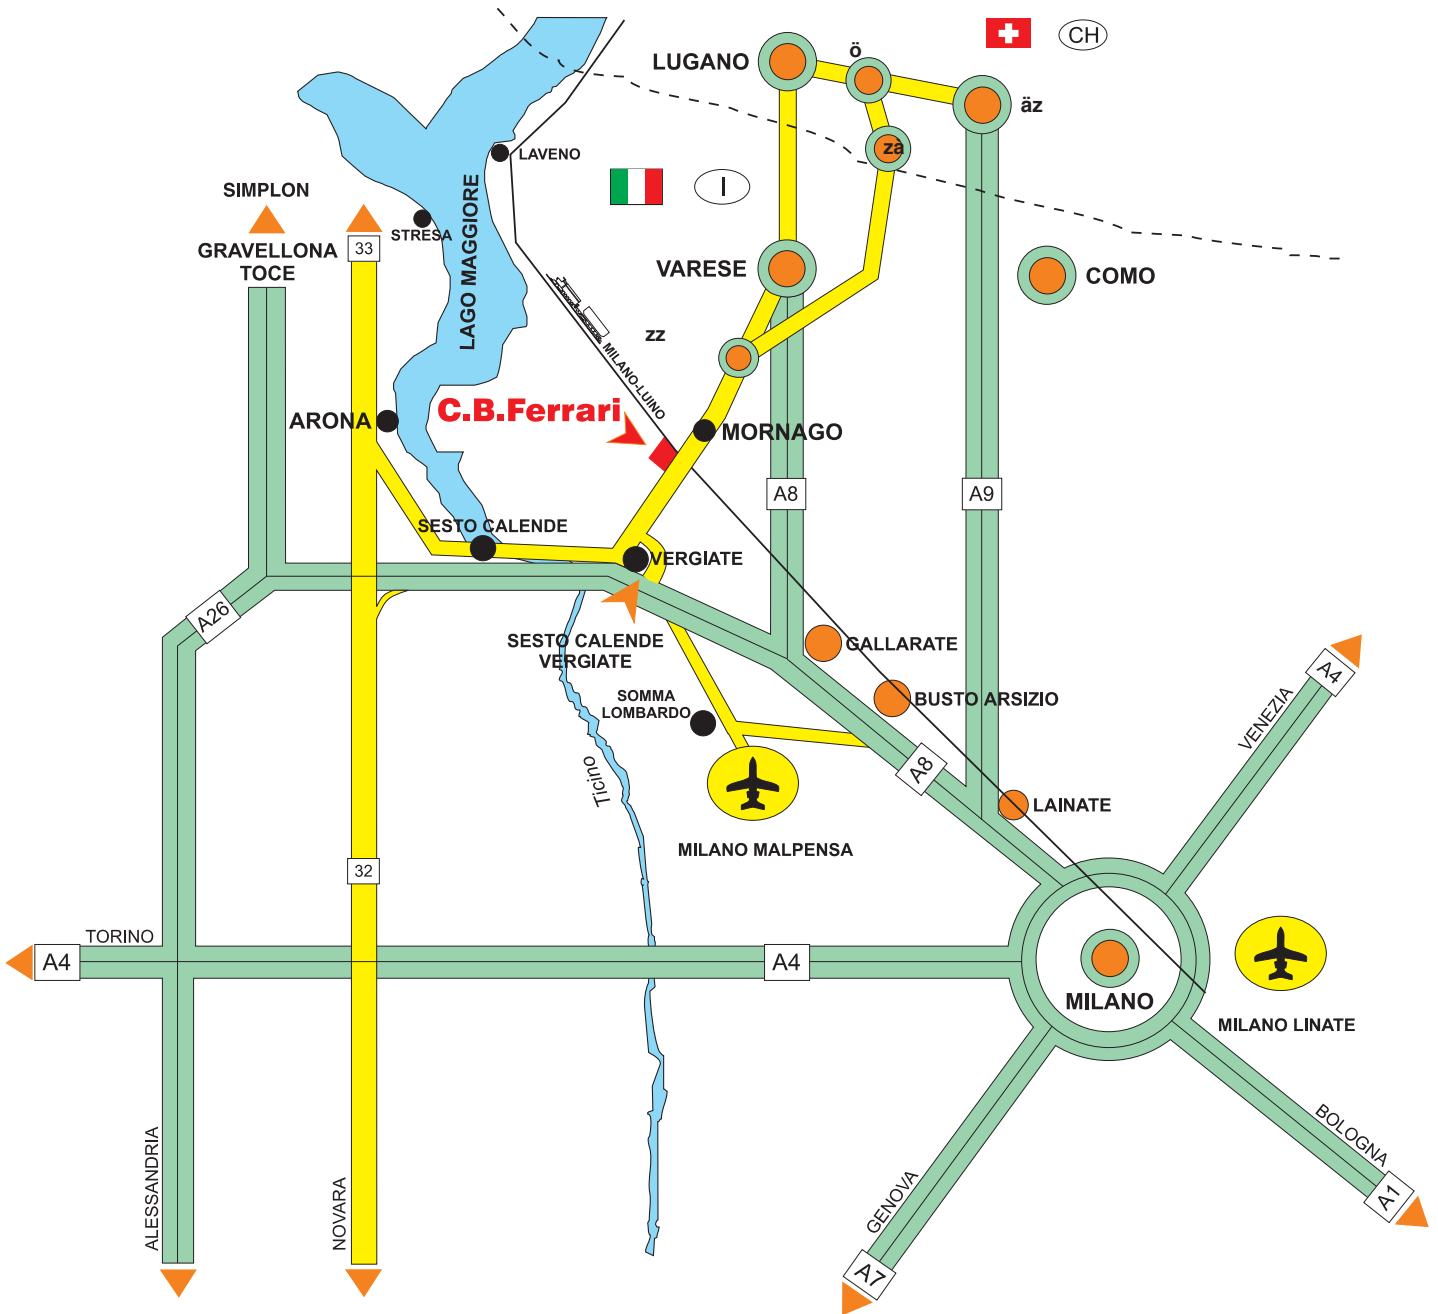 CH
ö
LUGANO
äz
zà
LAVENO
I
SIMPLON
STRESA
33
GRAVELLONA
TOCE
LAGO MAGGIORE
VARESE
COMO
zz
MILANO-LUINO
C.B.Ferrari
ARONA
MORNAGO
A8
A9
SESTO CALENDE
VERGIATE
A26
SESTO CALENDE
VERGIATE
GALLARATE
SOMMA
LOMBARDO
BUSTO ARSIZIO
A4
VENEZIA
Ticino
A8
LAINATE
MILANO MALPENSA
32
TORINO
A4
A4
MILANO
MILANO LINATE
ALESSANDRIA
NOVARA
GENOVA
A7
BOLOGNA
A1